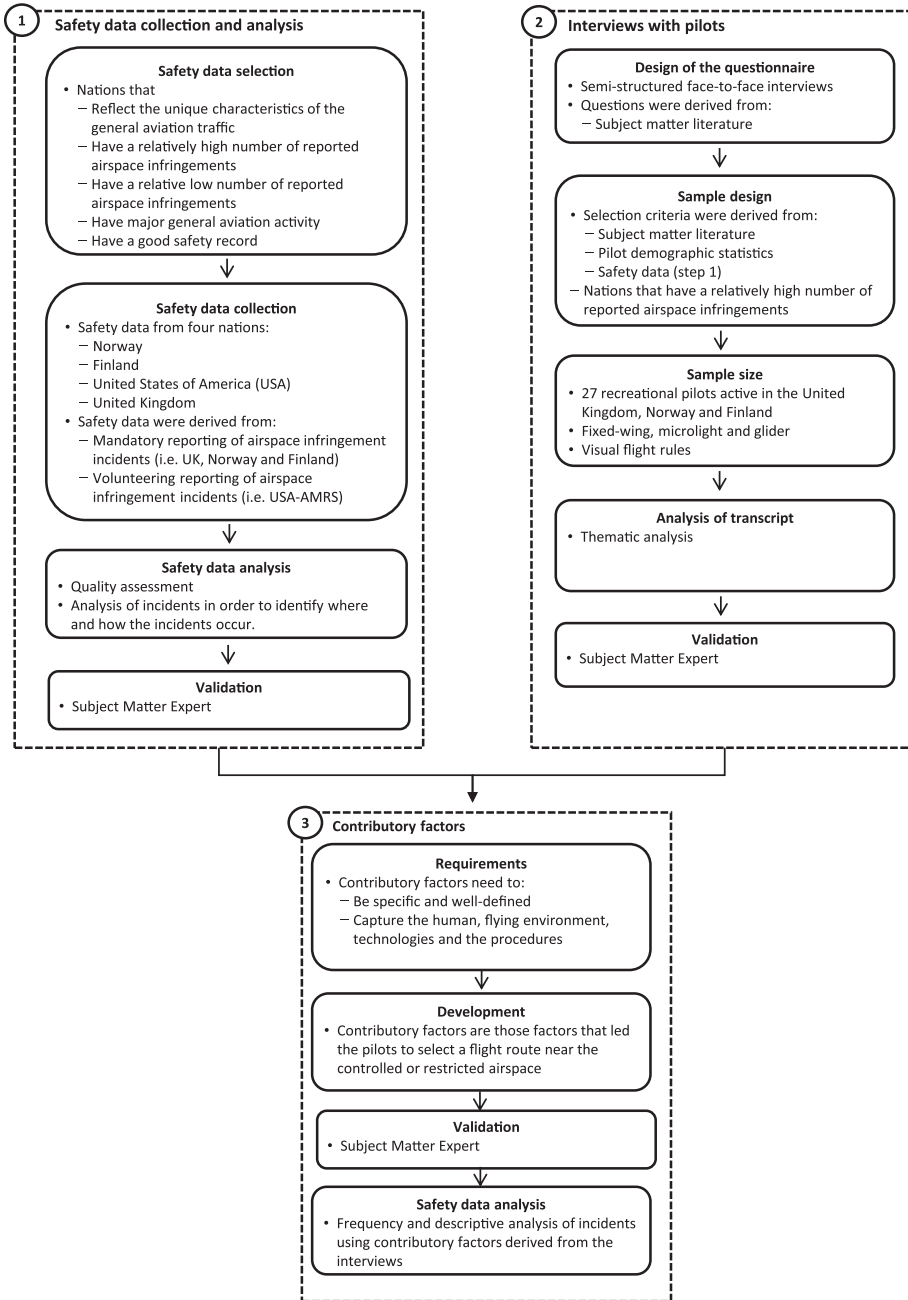 1
Safety data collection and analysis
Safety data selection
• Nations that
– Reflect the unique characteristics of the
general aviation traffic
– Have a relatively high number of reported
airspace infringements
– Have a relative low number of reported
airspace infringements
– Have major general aviation activity
– Have a good safety record
Safety data collection
• Safety data from four nations:
– Norway
– Finland
– United States of America (USA)
– United Kingdom
• Safety data were derived from:
– Mandatory reporting of airspace infringement
incidents (i.e. UK, Norway and Finland)
– Volunteering reporting of airspace
infringement incidents (i.e. USA-AMRS)
Safety data analysis
• Quality assessment
• Analysis of incidents in order to identify where
and how the incidents occur.
Validation
• Subject Matter Expert
2
Interviews with pilots
Design of the questionnaire
• Semi-structured face-to-face interviews
• Questions were derived from:
– Subject matter literature
Sample design
• Selection criteria were derived from:
– Subject matter literature
– Pilot demographic statistics
– Safety data (step 1)
– Nations that have a relatively high number of
reported airspace infringements
Sample size
• 27 recreational pilots active in the United
Kingdom, Norway and Finland
• Fixed-wing, microlight and glider
• Visual flight rules
Analysis of transcript
• Thematic analysis
Validation
• Subject Matter Expert
3
Contributory factors
Requirements
• Contributory factors need to:
– Be specific and well-defined
– Capture the human, flying environment,
technologies and the procedures
Development
• Contributory factors are those factors that led
the pilots to select a flight route near the
controlled or restricted airspace
Validation
• Subject Matter Expert
Safety data analysis
• Frequency and descriptive analysis of incidents
using contributory factors derived from the
interviews